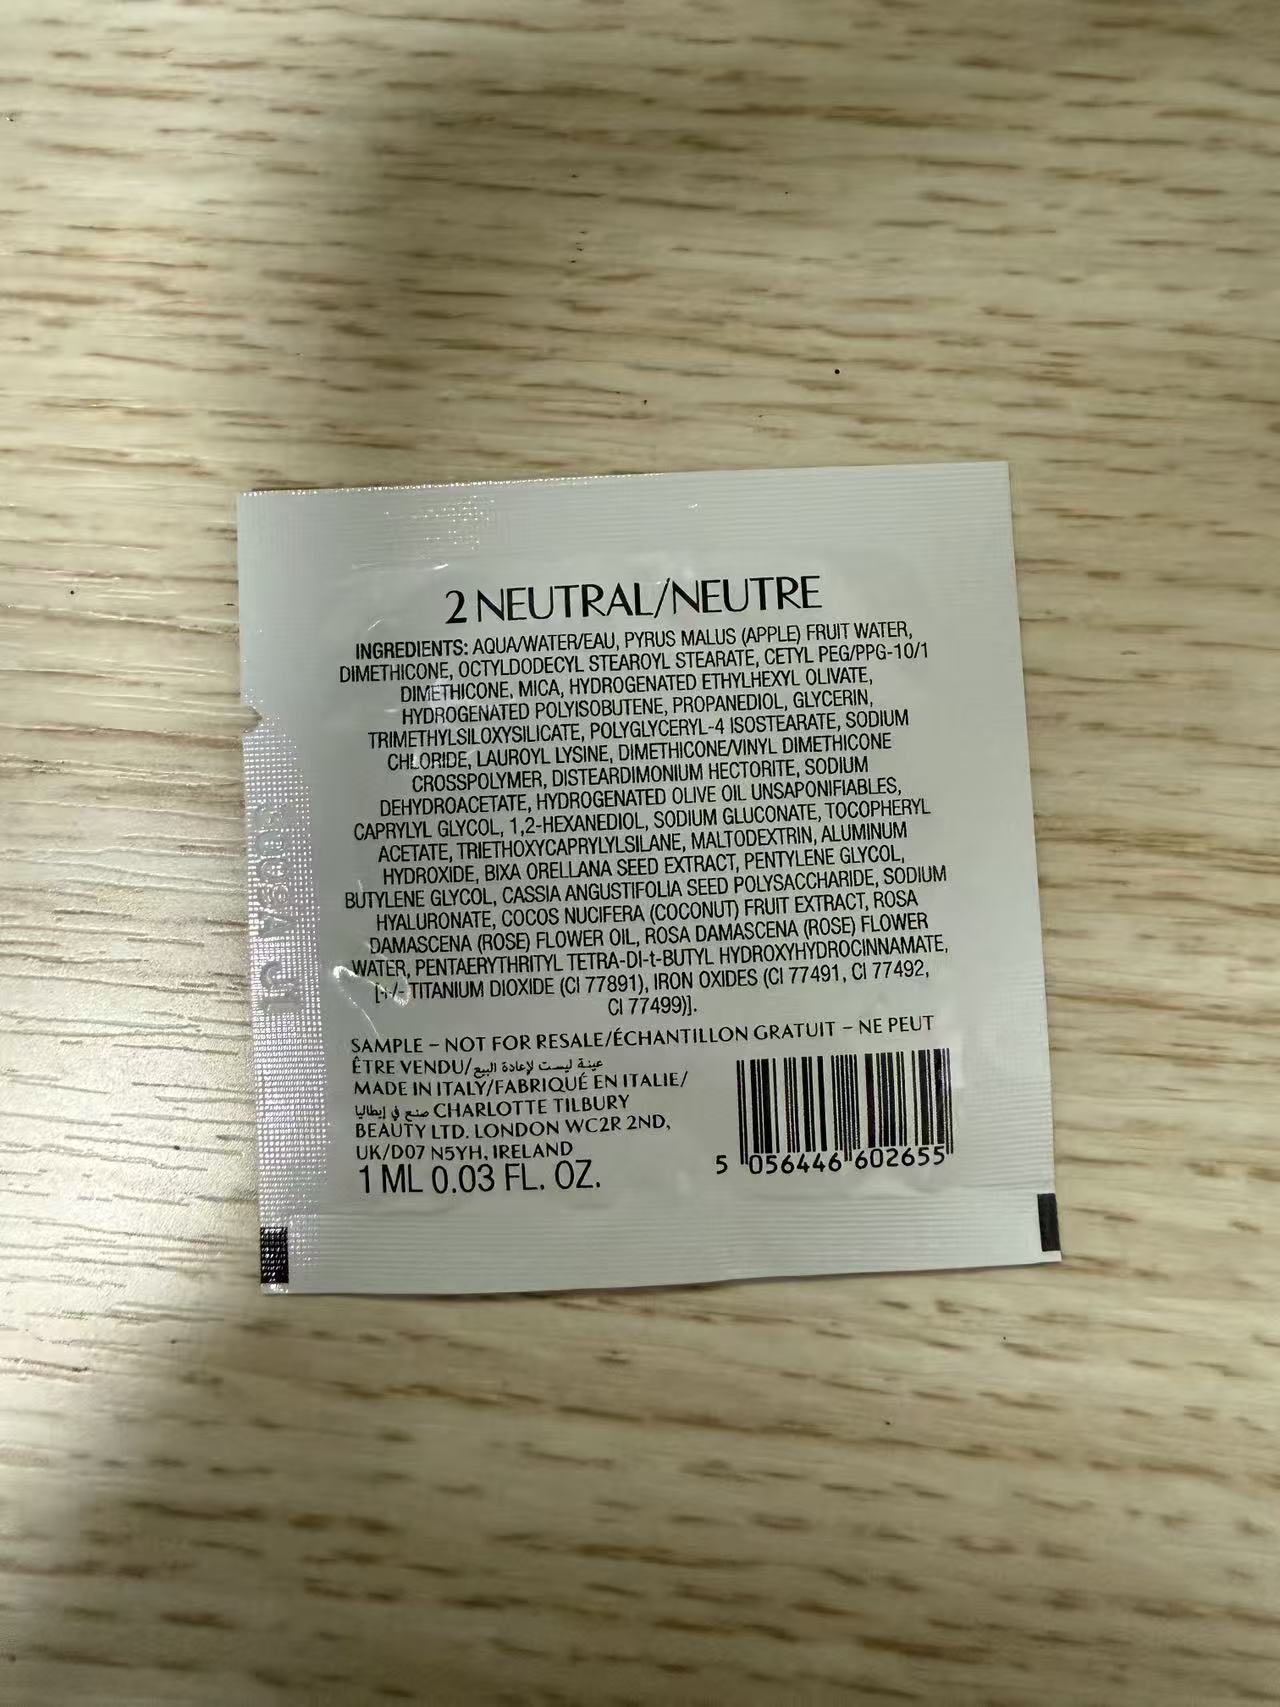 2 NEUTRAL/NEUTRE
INGREDIENTS: AQUA/WATER/EAU, PYRUS MALUS (APPLE) FRUIT WATER,
DIMETHICONE, OCTYLDODECYL STEAROYL STEARATE, CETYL PEG/PPG-10/1
DIMETHICONE, MICA, HYDROGENATED ETHYLHEXYL OLIVATE,
HYDROGENATED POLYISOBUTENE, PROPANEDIOL, GLYCERIN,
TRIMETHYLSILOXYSILICATE, POLYGLYCERYL-4 ISOSTEARATE, SODIUM
CHLORIDE, LAUROYL LYSINE, DIMETHICONE/VINYL DIMETHICONE
CROSSPOLYMER, DISTEARDIMONIUM HECTORITE, SODIUM
DEHYDROACETATE, HYDROGENATED OLIVE OIL UNSAPONIFIABLES,
CAPRYLYL GLYCOL, 1,2-HEXANEDIOL, SODIUM GLUCONATE, TOCOPHERYL
ACETATE, TRIETHOXYCAPRYLYLSILANE, MALTODEXTRIN, ALUMINUM
HYDROXIDE, BIXA ORELLANA SEED EXTRACT, PENTYLENE GLYCOL,
BUTYLENE GLYCOL, CASSIA ANGUSTIFOLIA SEED POLYSACCHARIDE, SODIUM
HYALURONATE, COCOS NUCIFERA (COCONUT) FRUIT EXTRACT, ROSA
DAMASCENA (ROSE) FLOWER OIL, ROSA DAMASCENA (ROSE) FLOWER
WATER, PENTAERYTHRITYL TETRA-DI-t-BUTYL HYDROXYHYDROCINNAMATE,
[+/- TITANIUM DIOXIDE (CI 77891), IRON OXIDES (CI 77491, CI 77492,
CI 77499)].
SAMPLE – NOT FOR RESALE/ÉCHANTILLON GRATUIT – NE PEUT
ÊTRE VENDU/عينة ليست لإعادة البيع
MADE IN ITALY/FABRIQUÉ EN ITALIE/
صنع في إيطاليا CHARLOTTE TILBURY
BEAUTY LTD. LONDON WC2R 2ND,
UK/D07 N5YH, IRELAND
1 ML 0.03 FL. OZ.
5 056446 602655